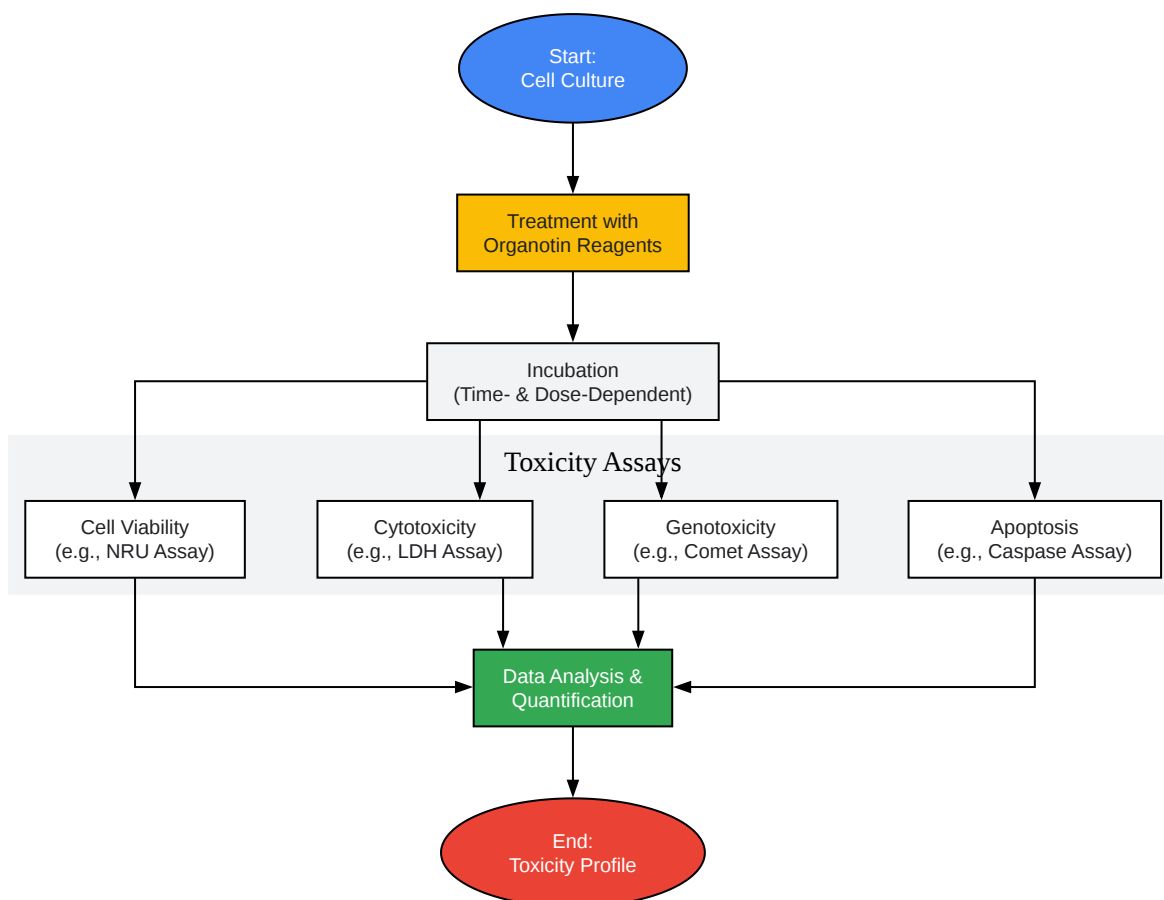 Start:
Cell Culture
Treatment with
Organotin Reagents
Incubation
(Time- & Dose-Dependent)
Toxicity Assays
Cell Viability
(e.g., NRU Assay)
Cytotoxicity
(e.g., LDH Assay)
Genotoxicity
(e.g., Comet Assay)
Apoptosis
(e.g., Caspase Assay)
Data Analysis &
Quantification
End:
Toxicity Profile